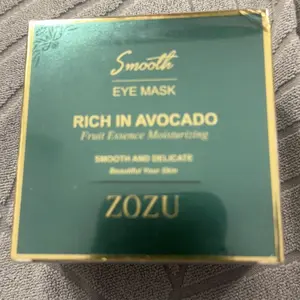 Smooth
EYE MASK
RICH IN AVOCADO
Fruit Essence Moisturizing
SMOOTH AND DELICATE
Beautiful Your Skin
ZOZU